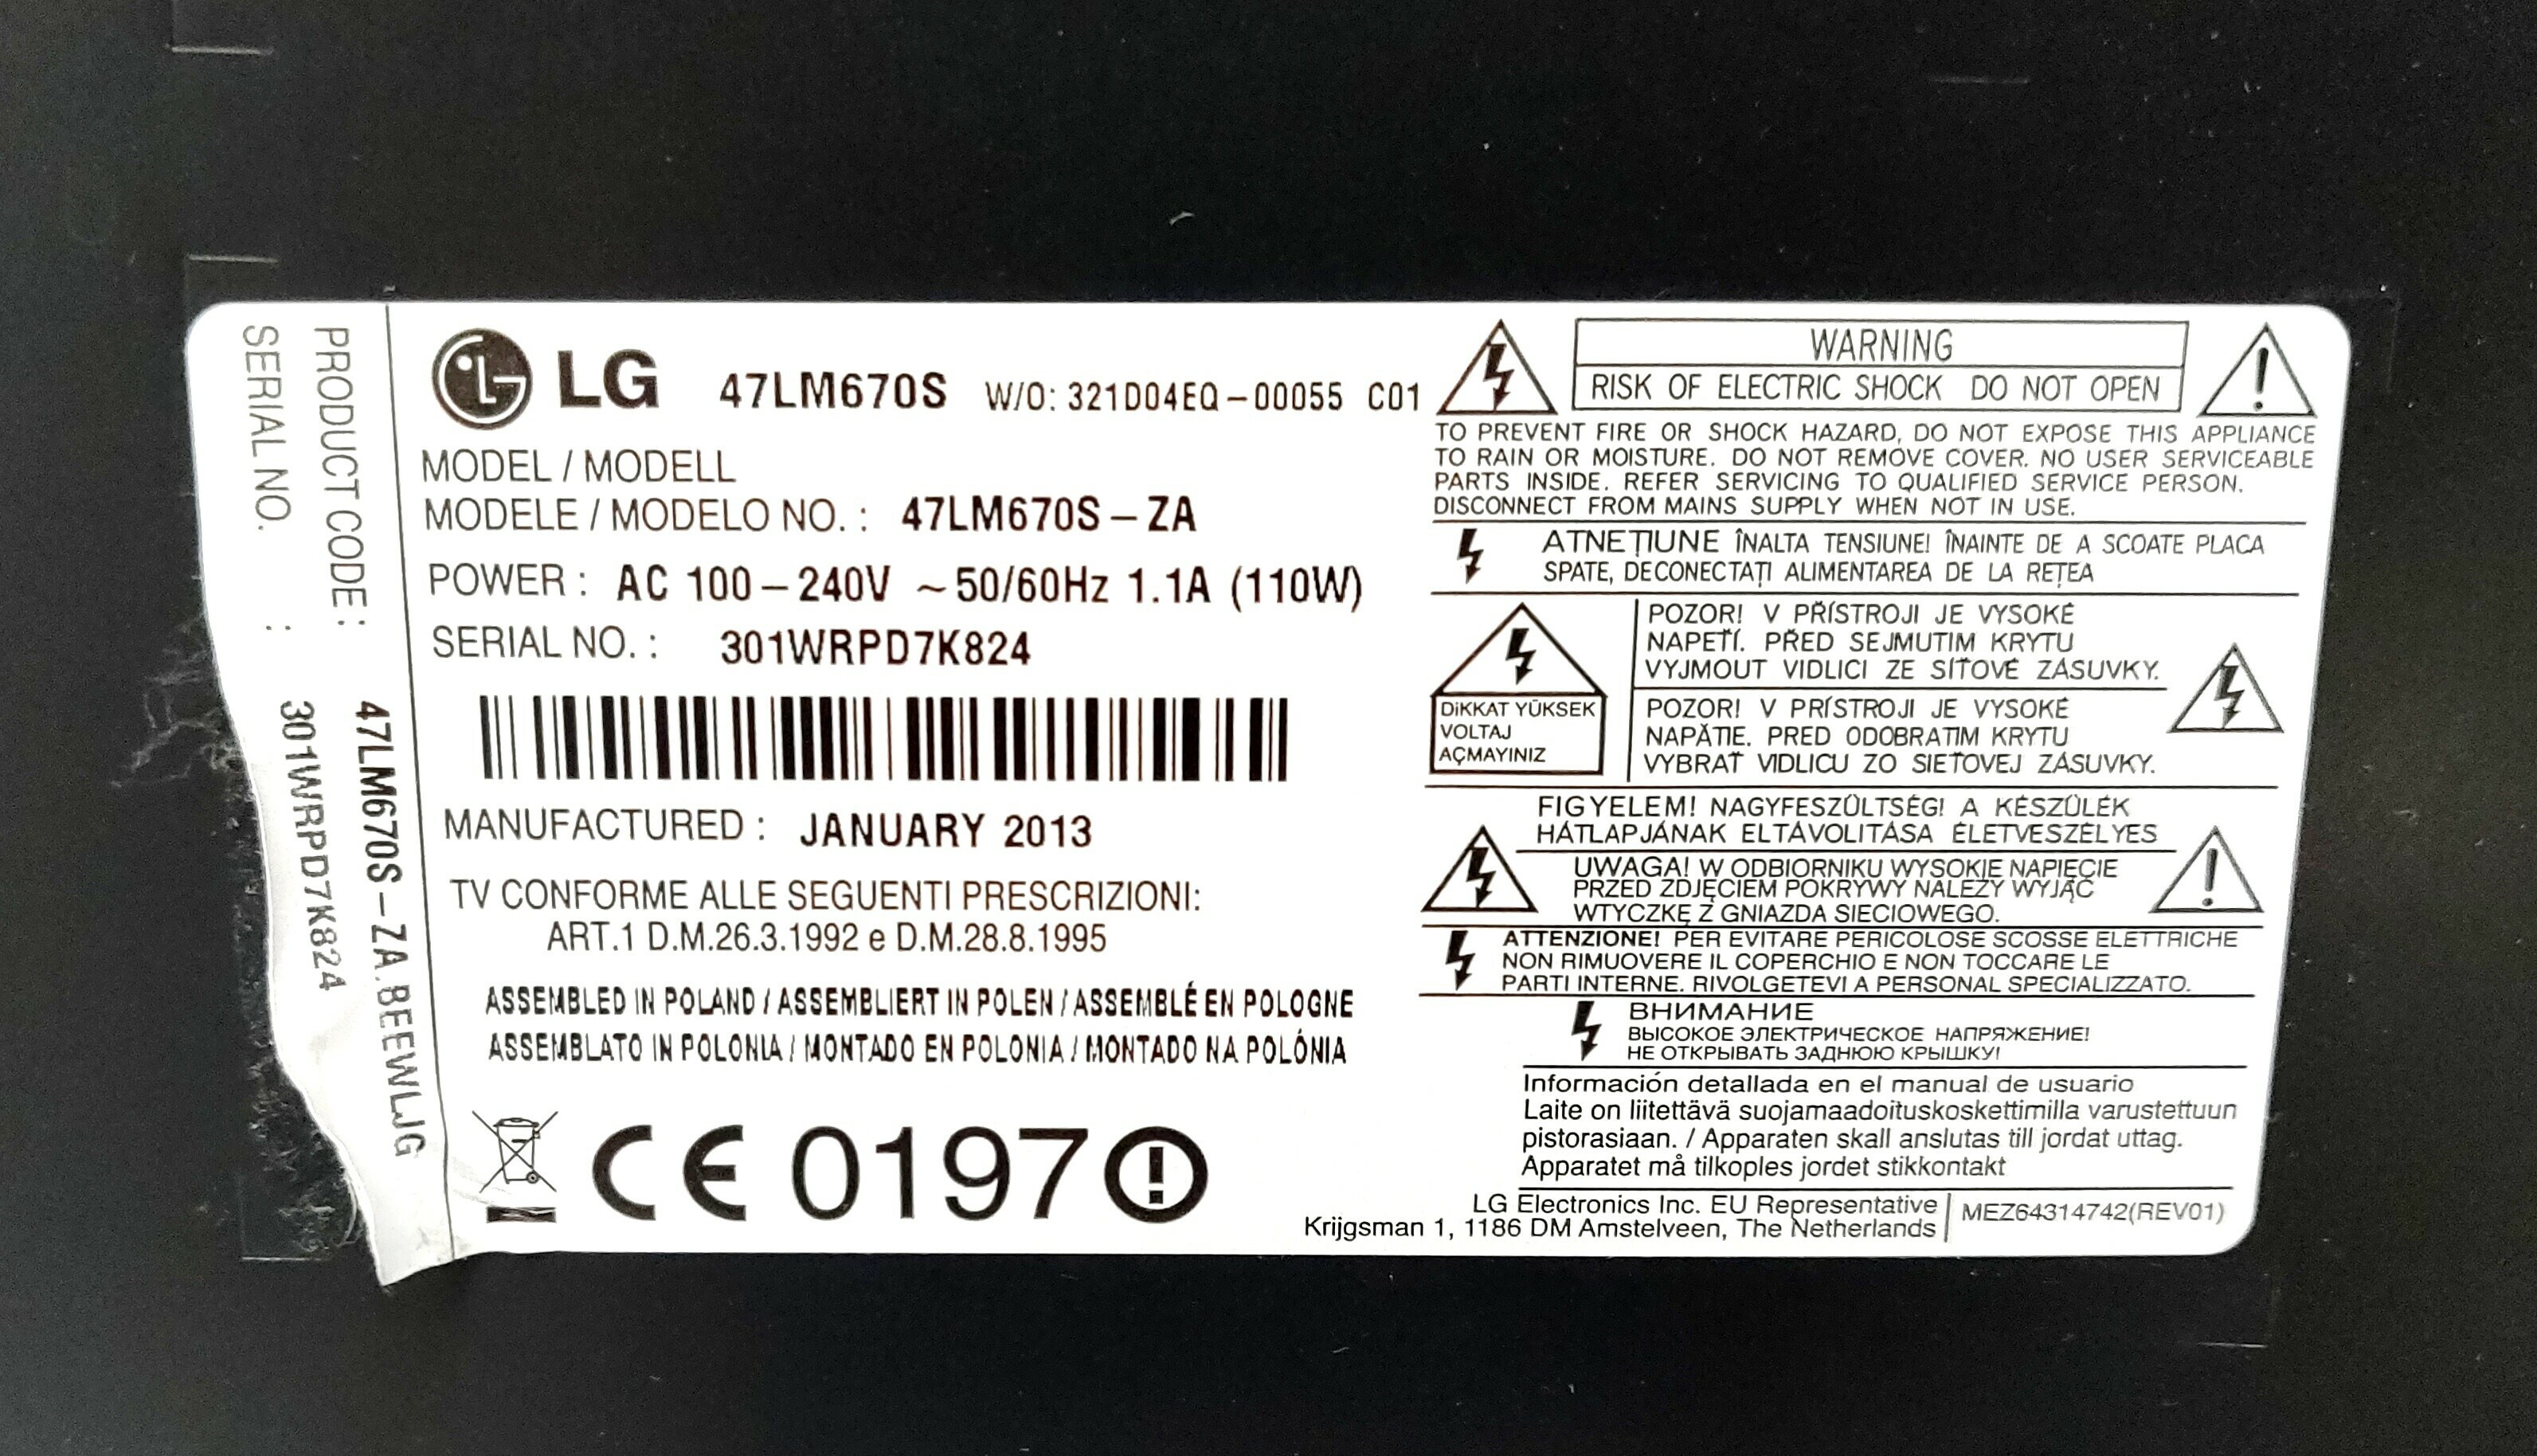 PRODUCT CODE : 47LM670S-ZA.BEEWLJG
SERIAL NO. : 301WRPD7K824
LG 47LM670S W/O: 321D04EQ-00055 C01
MODEL / MODELL
MODELE / MODELO NO. : 47LM670S-ZA
POWER : AC 100-240V ~50/60Hz 1.1A (110W)
SERIAL NO. : 301WRPD7K824
MANUFACTURED : JANUARY 2013
TV CONFORME ALLE SEGUENTI PRESCRIZIONI:
ART.1 D.M.26.3.1992 e D.M.28.8.1995
ASSEMBLED IN POLAND / ASSEMBLIERT IN POLEN / ASSEMBLÉ EN POLOGNE
ASSEMBLATO IN POLONIA / MONTADO EN POLONIA / MONTADO NA POLÓNIA
CE 0197
WARNING
RISK OF ELECTRIC SHOCK DO NOT OPEN
TO PREVENT FIRE OR SHOCK HAZARD, DO NOT EXPOSE THIS APPLIANCE
TO RAIN OR MOISTURE. DO NOT REMOVE COVER. NO USER SERVICEABLE
PARTS INSIDE. REFER SERVICING TO QUALIFIED SERVICE PERSON.
DISCONNECT FROM MAINS SUPPLY WHEN NOT IN USE.
ATNEȚIUNE ÎNALTA TENSIUNE! ÎNAINTE DE A SCOATE PLACA
SPATE, DECONECTAȚI ALIMENTAREA DE LA REȚEA
DiKKAT YÜKSEK
VOLTAJ
AÇMAYINIZ
POZOR! V PŘÍSTROJI JE VYSOKÉ
NAPETÍ. PŘED SEJMUTIM KRYTU
VYJMOUT VIDLICI ZE SÍŤOVÉ ZÁSUVKY.
POZOR! V PRÍSTROJI JE VYSOKÉ
NAPÄTIE. PRED ODOBRATIM KRYTU
VYBRAŤ VIDLICU ZO SIEŤOVEJ ZÁSUVKY.
FIGYELEM! NAGYFESZÜLTSÉG! A KÉSZÜLÉK
HÁTLAPJÁNAK ELTÁVOLITÁSA ÉLETVESZÉLYES
UWAGA! W ODBIORNIKU WYSOKIE NAPIĘCIE
PRZED ZDJĘCIEM POKRYWY NALEŻY WYJĄĆ
WTYCZKĘ Z GNIAZDA SIECIOWEGO.
ATTENZIONE! PER EVITARE PERICOLOSE SCOSSE ELETTRICHE
NON RIMUOVERE IL COPERCHIO E NON TOCCARE LE
PARTI INTERNE. RIVOLGETEVI A PERSONAL SPECIALIZZATO.
ВНИМАНИЕ
ВЫСОКОЕ ЭЛЕКТРИЧЕСКОЕ НАПРЯЖЕНИЕ!
НЕ ОТКРЫВАТЬ ЗАДНЮЮ КРЫШКУ!
Información detallada en el manual de usuario
Laite on liitettävä suojamaadoituskoskettimilla varustettuun
pistorasiaan. / Apparaten skall anslutas till jordat uttag.
Apparatet må tilkoples jordet stikkontakt
LG Electronics Inc. EU Representative
Krijgsman 1, 1186 DM Amstelveen, The Netherlands
MEZ64314742(REV01)